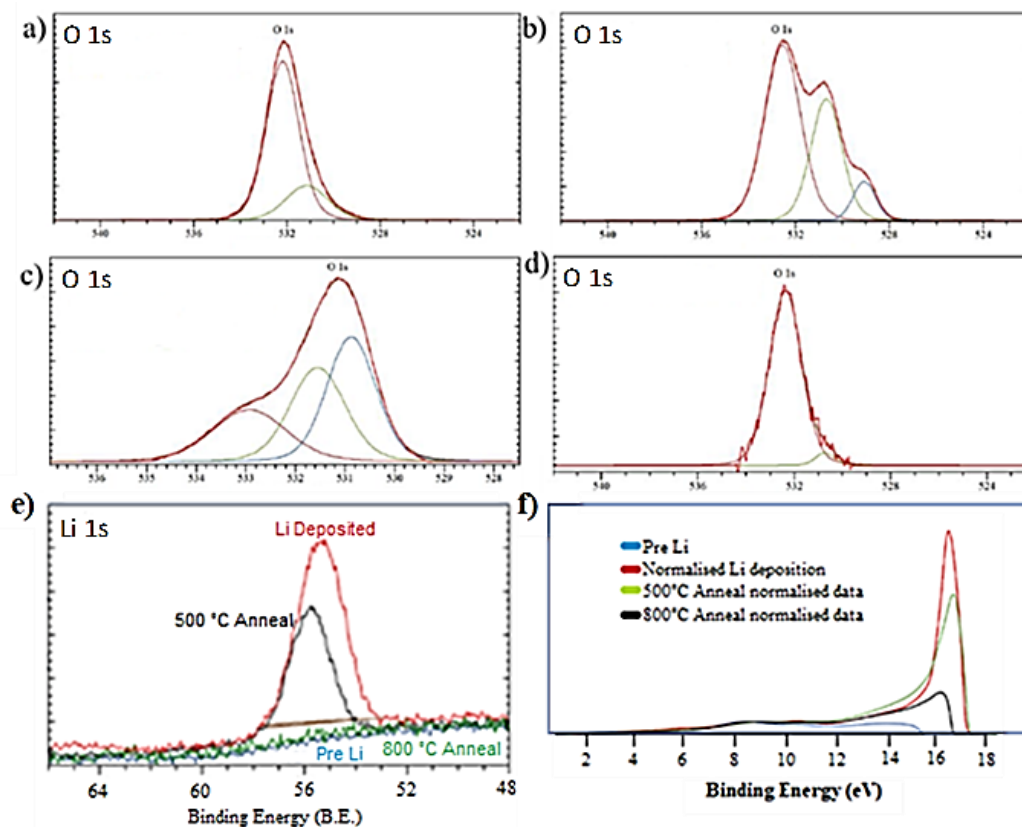 a)
O 1s
O 1s
540 536 532 528 524
b)
O 1s
O 1s
540 536 532 528 524
c)
O 1s
O 1s
536 535 534 533 532 531 530 529 528
d)
O 1s
O 1s
540 536 532 528 524
e)
Li 1s
Li Deposited
500 °C Anneal
Pre Li
800 °C Anneal
64 60 56 52 48
Binding Energy (B.E.)
f)
Pre Li
Normalised Li deposition
500°C Anneal normalised data
800°C Anneal normalised data
2 4 6 8 10 12 14 16 18
Binding Energy (eV)